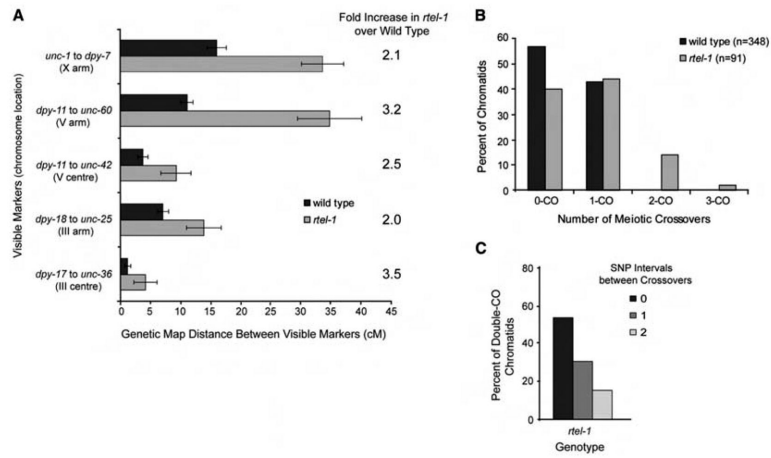 A
Fold Increase in rtel-1
over Wild Type
unc-1 to dpy-7
(X arm)
2.1
dpy-11 to unc-60
(V arm)
3.2
dpy-11 to unc-42
(V centre)
2.5
dpy-18 to unc-25
(III arm)
2.0
dpy-17 to unc-36
(III centre)
3.5
wild type
rtel-1
Visible Markers (chromosome location)
0 5 10 15 20 25 30 35 40 45
Genetic Map Distance Between Visible Markers (cM)
B
wild type (n=348)
rtel-1 (n=91)
Percent of Chromatids
60
50
40
30
20
10
0
0-CO 1-CO 2-CO 3-CO
Number of Meiotic Crossovers
C
SNP Intervals
between Crossovers
0
1
2
Percent of Double-CO
Chromatids
80
60
40
20
0
rtel-1
Genotype